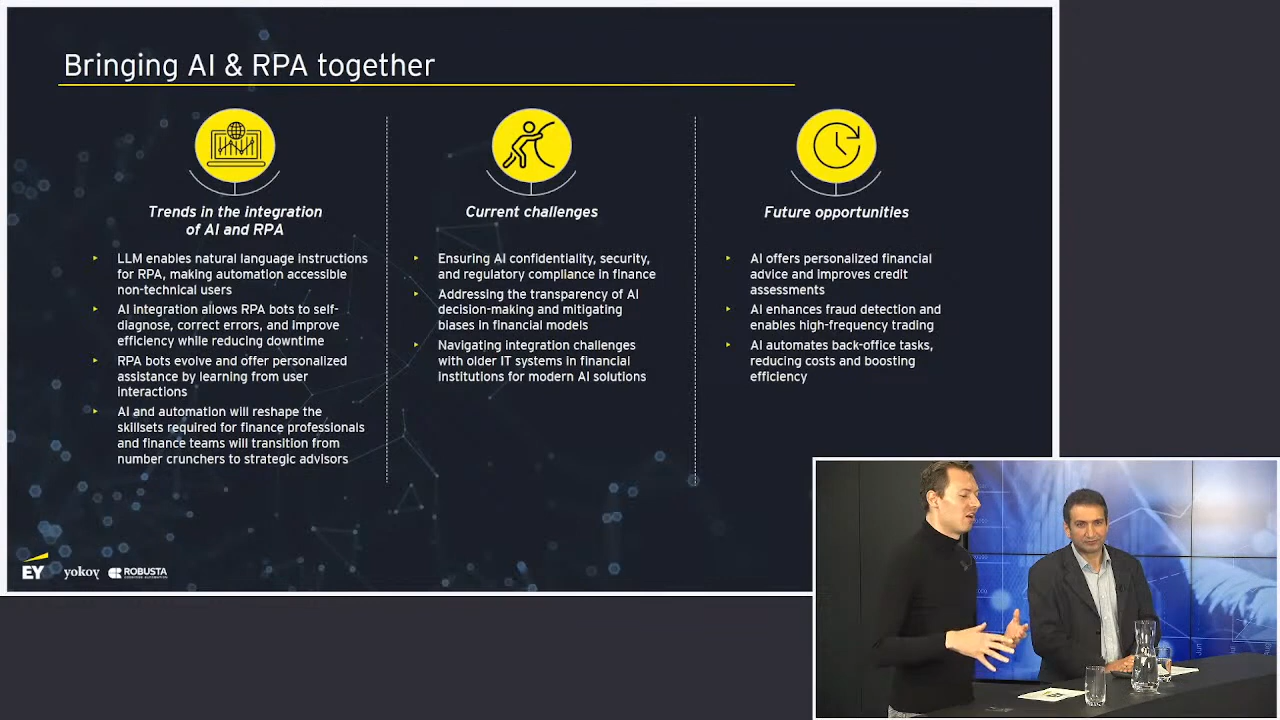 Bringing AI & RPA together
Trends in the integration
of AI and RPA
LLM enables natural language instructions
for RPA, making automation accessible
non-technical users
AI integration allows RPA bots to self-
diagnose, correct errors, and improve
efficiency while reducing downtime
RPA bots evolve and offer personalized
assistance by learning from user
interactions
AI and automation will reshape the
skillsets required for finance professionals
and finance teams will transition from
number crunchers to strategic advisors
Current challenges
Ensuring AI confidentiality, security,
and regulatory compliance in finance
Addressing the transparency of AI
decision-making and mitigating
biases in financial models
Navigating integration challenges
with older IT systems in financial
institutions for modern AI solutions
Future opportunities
AI offers personalized financial
advice and improves credit
assessments
AI enhances fraud detection and
enables high-frequency trading
AI automates back-office tasks,
reducing costs and boosting
efficiency
EY
yokoy
ROBUSTA